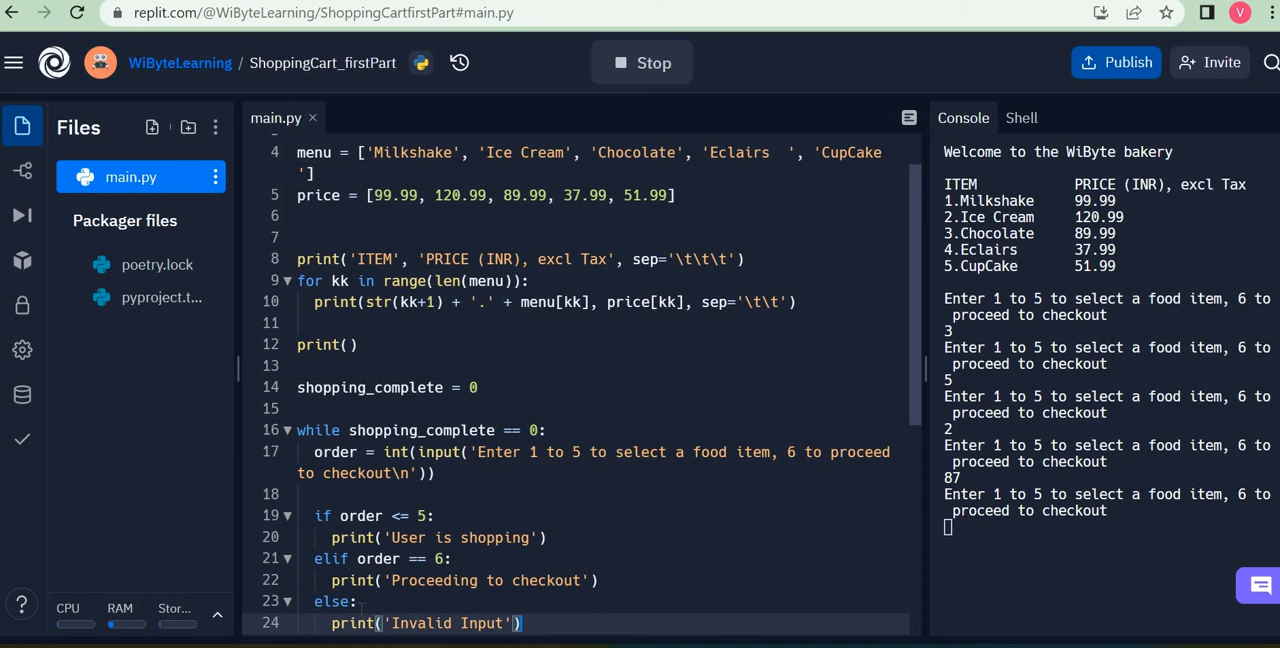 replit.com/@WiByteLearning/ShoppingCartfirstPart#main.py
V
WiByteLearning / ShoppingCart_firstPart
Stop
Publish
Invite
Files
main.py
Packager files
poetry.lock
pyproject.t...
CPU RAM Stor...
?
main.py ×
4 menu = ['Milkshake', 'Ice Cream', 'Chocolate', 'Eclairs  ', 'CupCake
']
5 price = [99.99, 120.99, 89.99, 37.99, 51.99]
6
7
8 print('ITEM', 'PRICE (INR), excl Tax', sep='\t\t\t')
9 for kk in range(len(menu)):
10 print(str(kk+1) + '.' + menu[kk], price[kk], sep='\t\t')
11
12 print()
13
14 shopping_complete = 0
15
16 while shopping_complete == 0:
17 order = int(input('Enter 1 to 5 to select a food item, 6 to proceed
to checkout\n'))
18
19 if order <= 5:
20 print('User is shopping')
21 elif order == 6:
22 print('Proceeding to checkout')
23 else:
24 print('Invalid Input')
Console Shell
Welcome to the WiByte bakery
ITEM PRICE (INR), excl Tax
1.Milkshake 99.99
2.Ice Cream 120.99
3.Chocolate 89.99
4.Eclairs 37.99
5.CupCake 51.99
Enter 1 to 5 to select a food item, 6 to
proceed to checkout
3
Enter 1 to 5 to select a food item, 6 to
proceed to checkout
5
Enter 1 to 5 to select a food item, 6 to
proceed to checkout
2
Enter 1 to 5 to select a food item, 6 to
proceed to checkout
87
Enter 1 to 5 to select a food item, 6 to
proceed to checkout